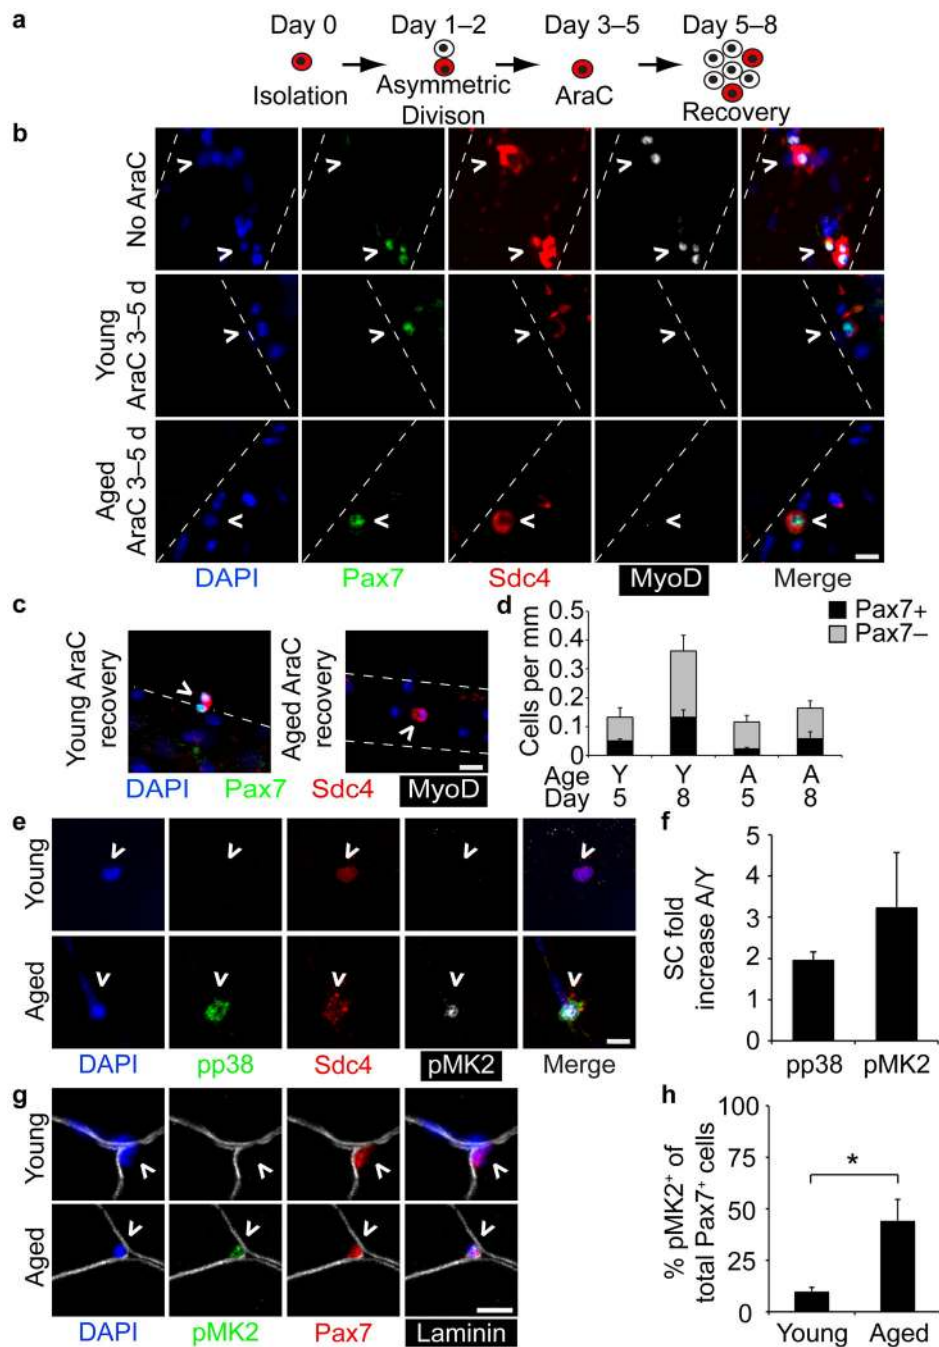 a
Day 0 Day 1–2 Day 3–5 Day 5–8
Isolation Asymmetric Divison AraC Recovery
b
No AraC
Young
AraC 3–5 d
Aged
AraC 3–5 d
DAPI Pax7 Sdc4 MyoD Merge
c
Young AraC
recovery
Aged AraC
recovery
DAPI Pax7 Sdc4 MyoD
d
Pax7+
Pax7–
Cells per mm
0.5
0.4
0.3
0.2
0.1
0
Age Y Y A A
Day 5 8 5 8
e
Young
Aged
DAPI pp38 Sdc4 pMK2 Merge
f
SC fold
increase A/Y
5
4
3
2
1
0
pp38 pMK2
g
Young
Aged
DAPI pMK2 Pax7 Laminin
h
% pMK2+ of
total Pax7+ cells
100
75
50
25
0
*
Young Aged